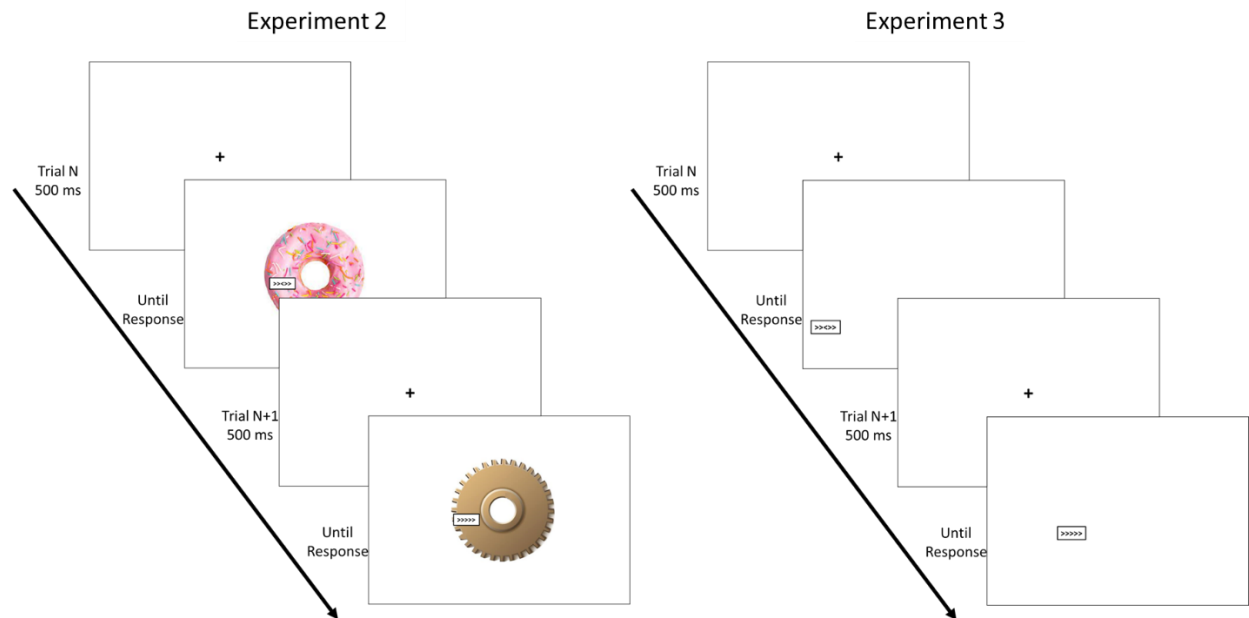 Experiment 2
Trial N
500 ms
+
Until
Response
>><>>
Trial N+1
500 ms
+
Until
Response
>>>>>
Experiment 3
Trial N
500 ms
+
Until
Response
>><>>
Trial N+1
500 ms
+
Until
Response
>>>>>